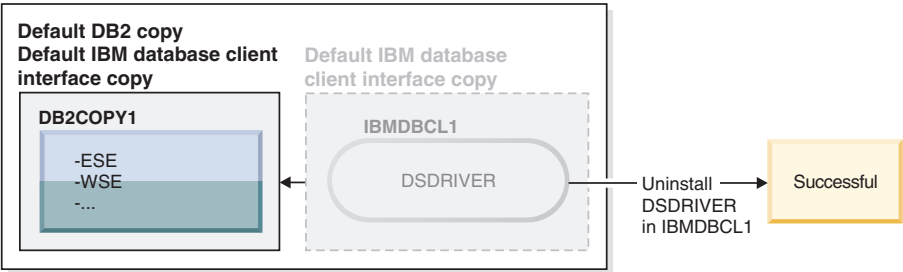 Default DB2 copy
Default IBM database client
interface copy
DB2COPY1
-ESE
-WSE
-...
Default IBM database
client interface copy
IBMDBCL1
DSDRIVER
Uninstall
DSDRIVER
in IBMDBCL1
Successful